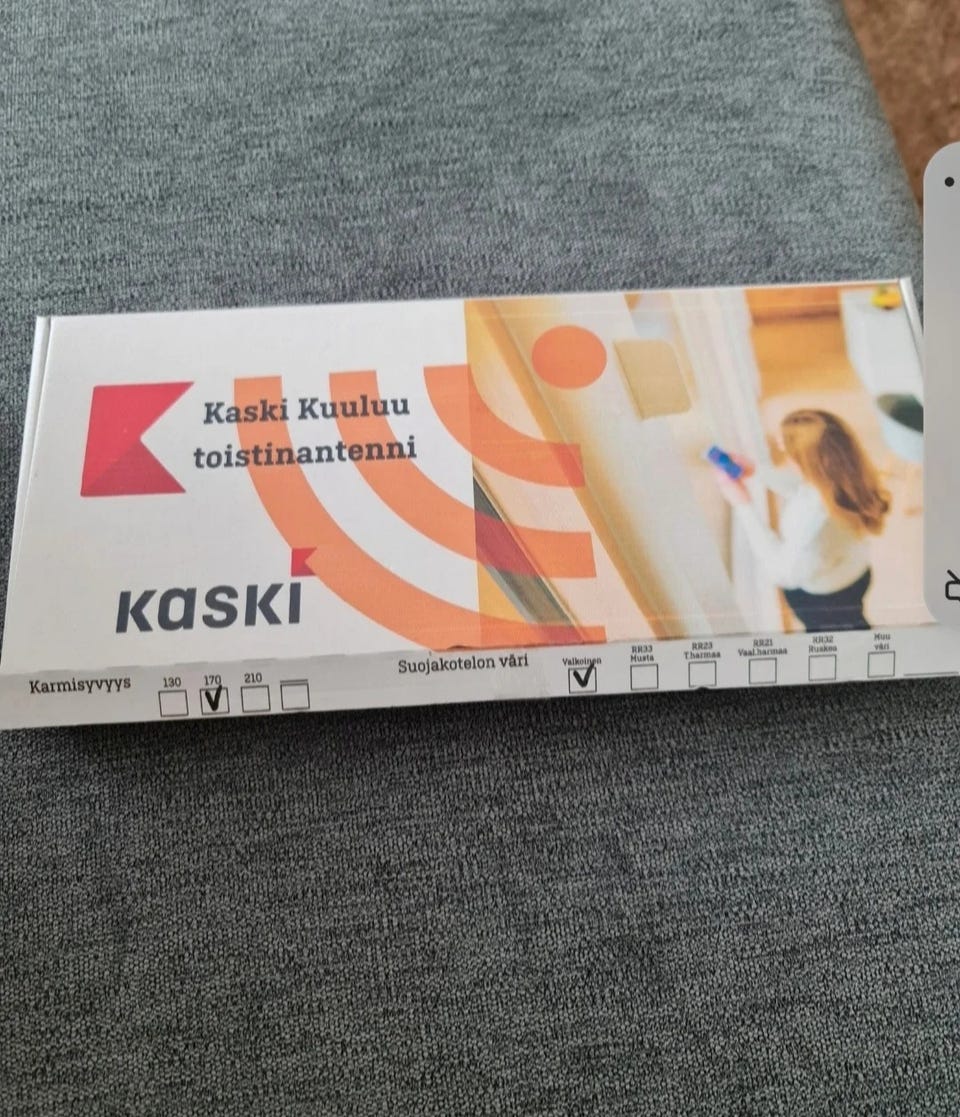 Kaski Kuuluu
toistinantenni
KASKI
Karmisyvyys
130 170 210
Suojakotelon väri
Valkoinen
RR33
Musta
RR23
T.harmaa
RR21
Vaal.harmaa
RR32
Ruskea
Muu
väri